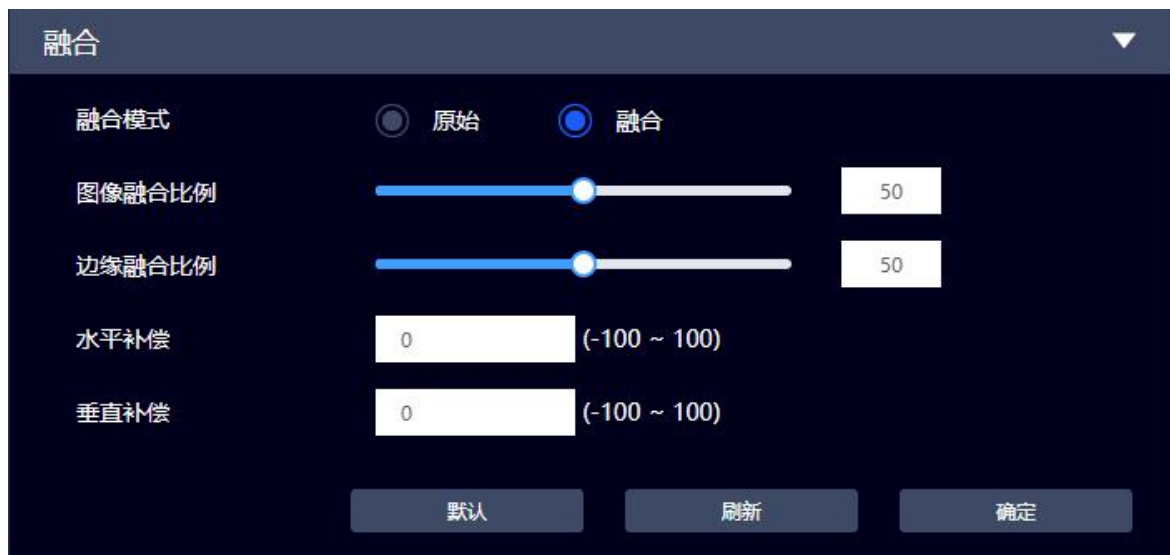 融合
融合模式 原始 融合
图像融合比例 50
边缘融合比例 50
水平补偿 0 (-100 ~ 100)
垂直补偿 0 (-100 ~ 100)
默认 刷新 确定